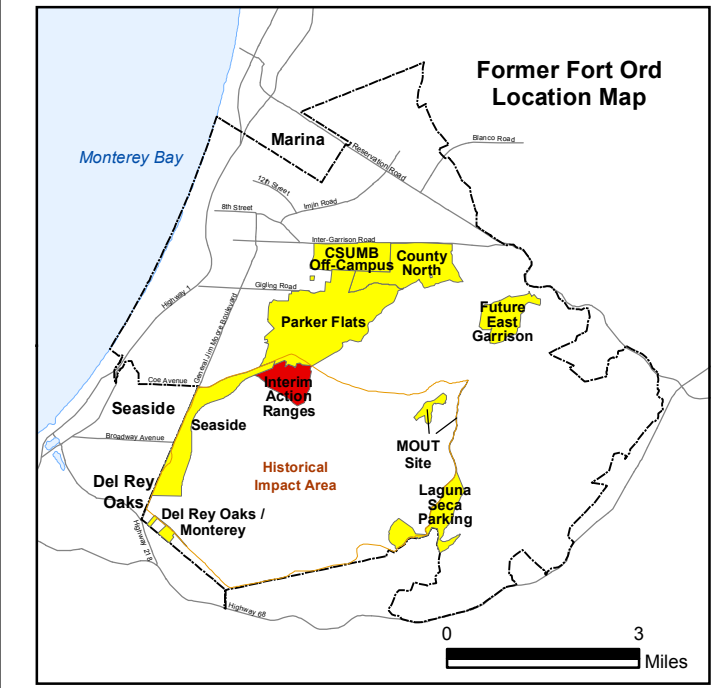 Former Fort Ord
Location Map
Monterey Bay
Marina
Blanco Road
Reservation Road
12th Street
Imjin Road
8th Street
Inter-Garrison Road
CSUMB
Off-Campus
County
North
Gigling Road
Highway 1
General Jim Moore Boulevard
Parker Flats
Future
East
Garrison
Coe Avenue
Interim
Action
Ranges
Seaside
Seaside
Broadway Avenue
MOUT
Site
Historical
Impact Area
Del Rey
Oaks
Laguna
Seca
Parking
Del Rey Oaks /
Monterey
Highway 218
Highway 68
0
3
Miles